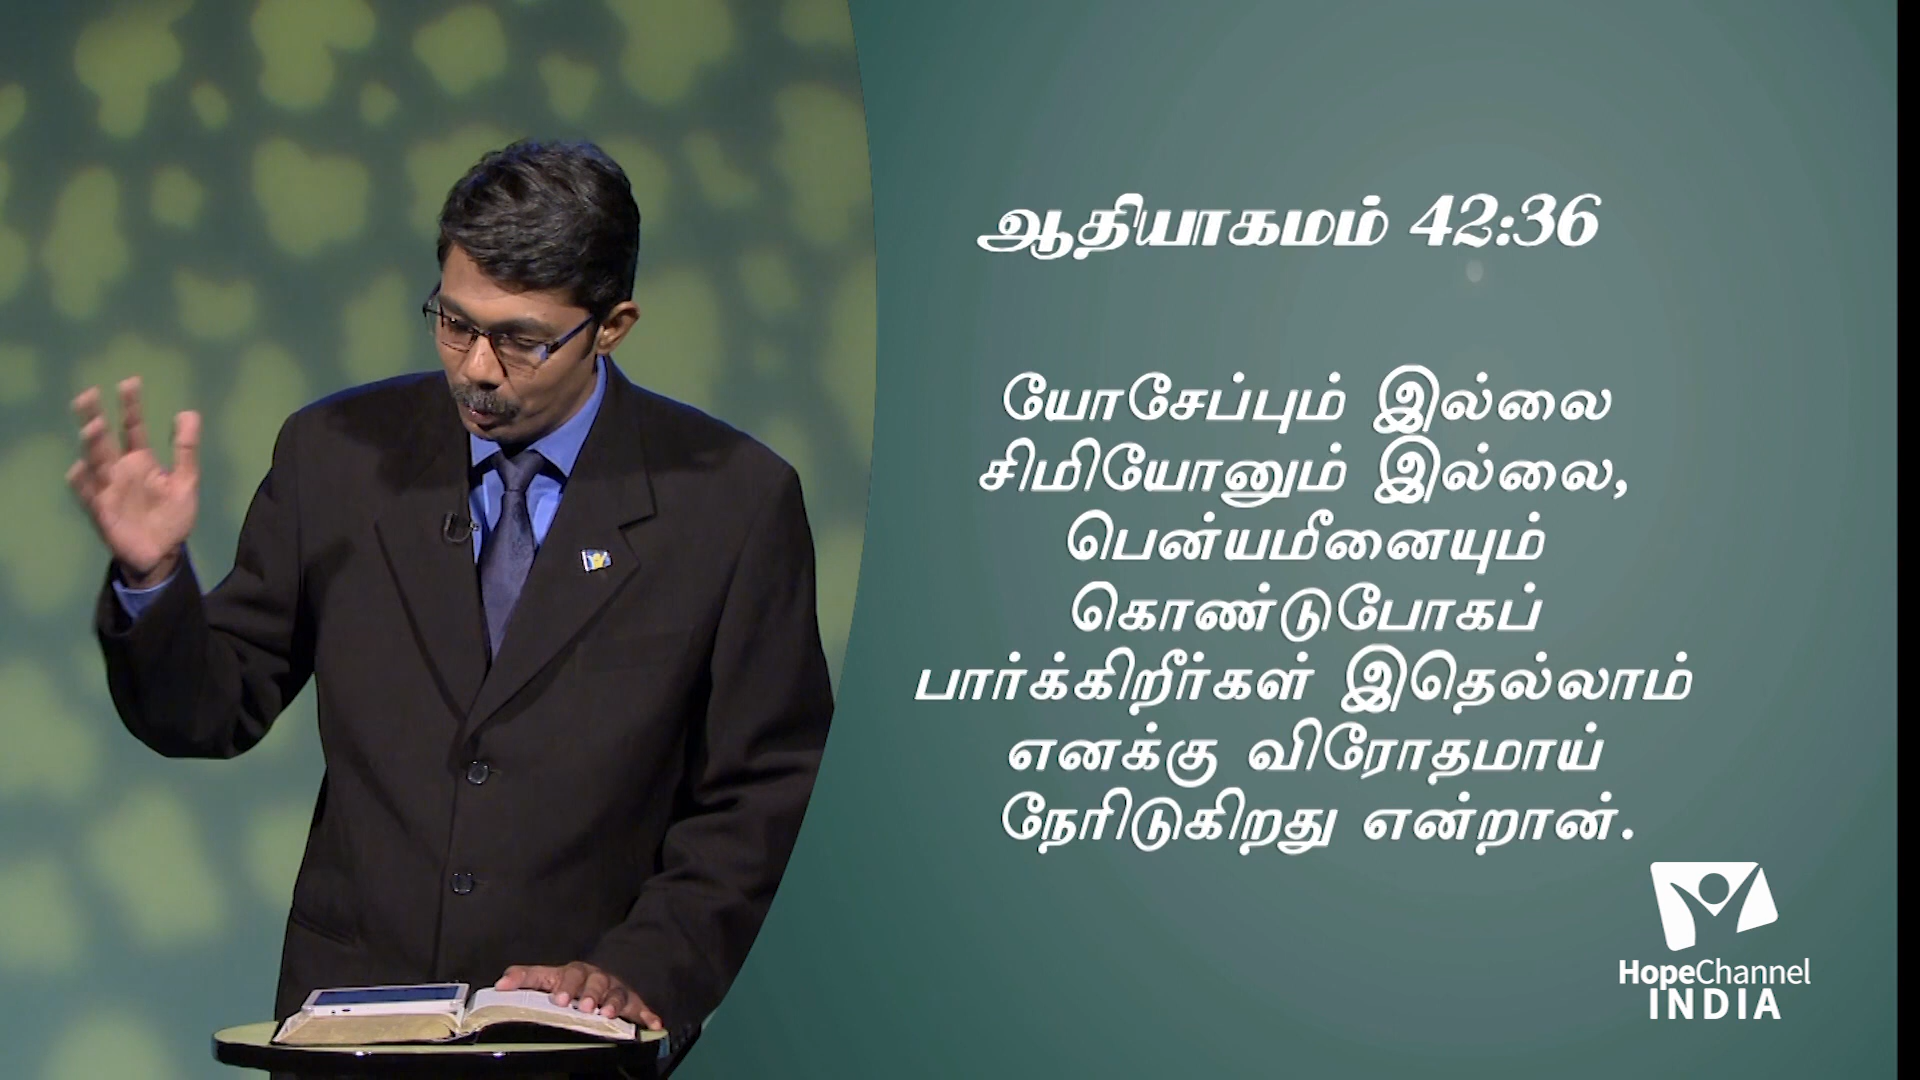 ஆதியாகமம் 42:36
யோசேப்பும் இல்லை
சிமியோனும் இல்லை,
பென்யமீனையும்
கொண்டுபோகப்
பார்க்கிறீர்கள் இதெல்லாம்
எனக்கு விரோதமாய்
நேரிடுகிறது என்றான்.
HopeChannel
INDIA